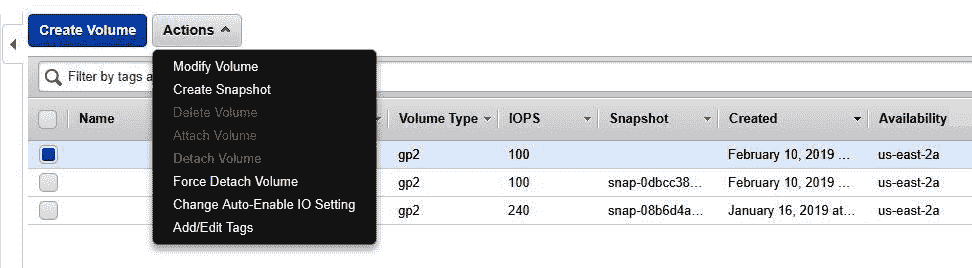 Create Volume Actions
Filter by tags a
Modify Volume
Create Snapshot
Delete Volume
Attach Volume
Detach Volume
Force Detach Volume
Change Auto-Enable IO Setting
Add/Edit Tags
Name Volume Type IOPS Snapshot Created Availability
gp2 100 February 10, 2019 ... us-east-2a
gp2 100 snap-0dbcc38... February 10, 2019 ... us-east-2a
gp2 240 snap-08b6d4a... January 16, 2019 at... us-east-2a